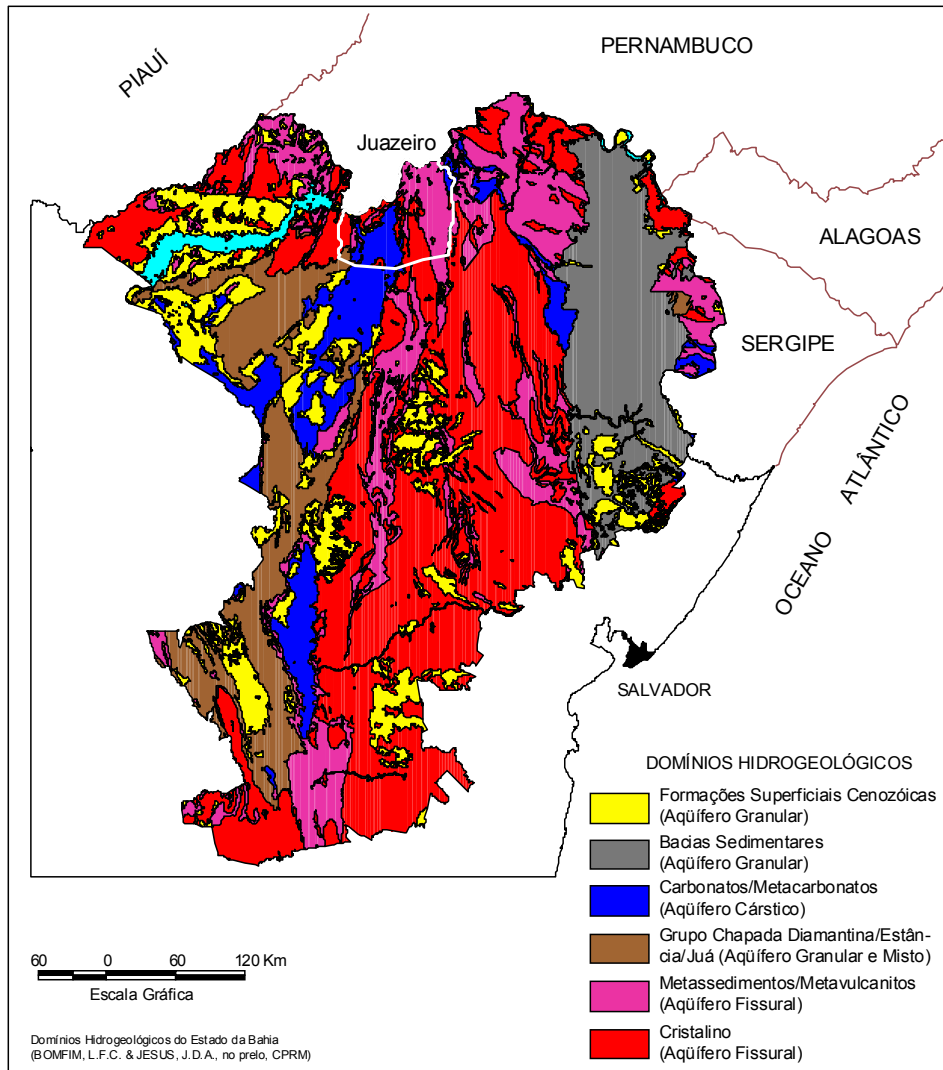 PERNAMBUCO
PIAUÍ
Juazeiro
ALAGOAS
SERGIPE
OCEANO ATLÂNTICO
SALVADOR
DOMÍNIOS HIDROGEOLÓGICOS
Formações Superficiais Cenozóicas
(Aqüífero Granular)
Bacias Sedimentares
(Aqüífero Granular)
Carbonatos/Metacarbonatos
(Aqüífero Cárstico)
Grupo Chapada Diamantina/Estân-
cia/Juá (Aqüífero Granular e Misto)
Metassedimentos/Metavulcanitos
(Aqüífero Fissural)
Cristalino
(Aqüífero Fissural)
60 0 60 120 Km
Escala Gráfica
Domínios Hidrogeológicos do Estado da Bahia
(BOMFIM, L.F.C. & JESUS, J.D.A., no prelo, CPRM)